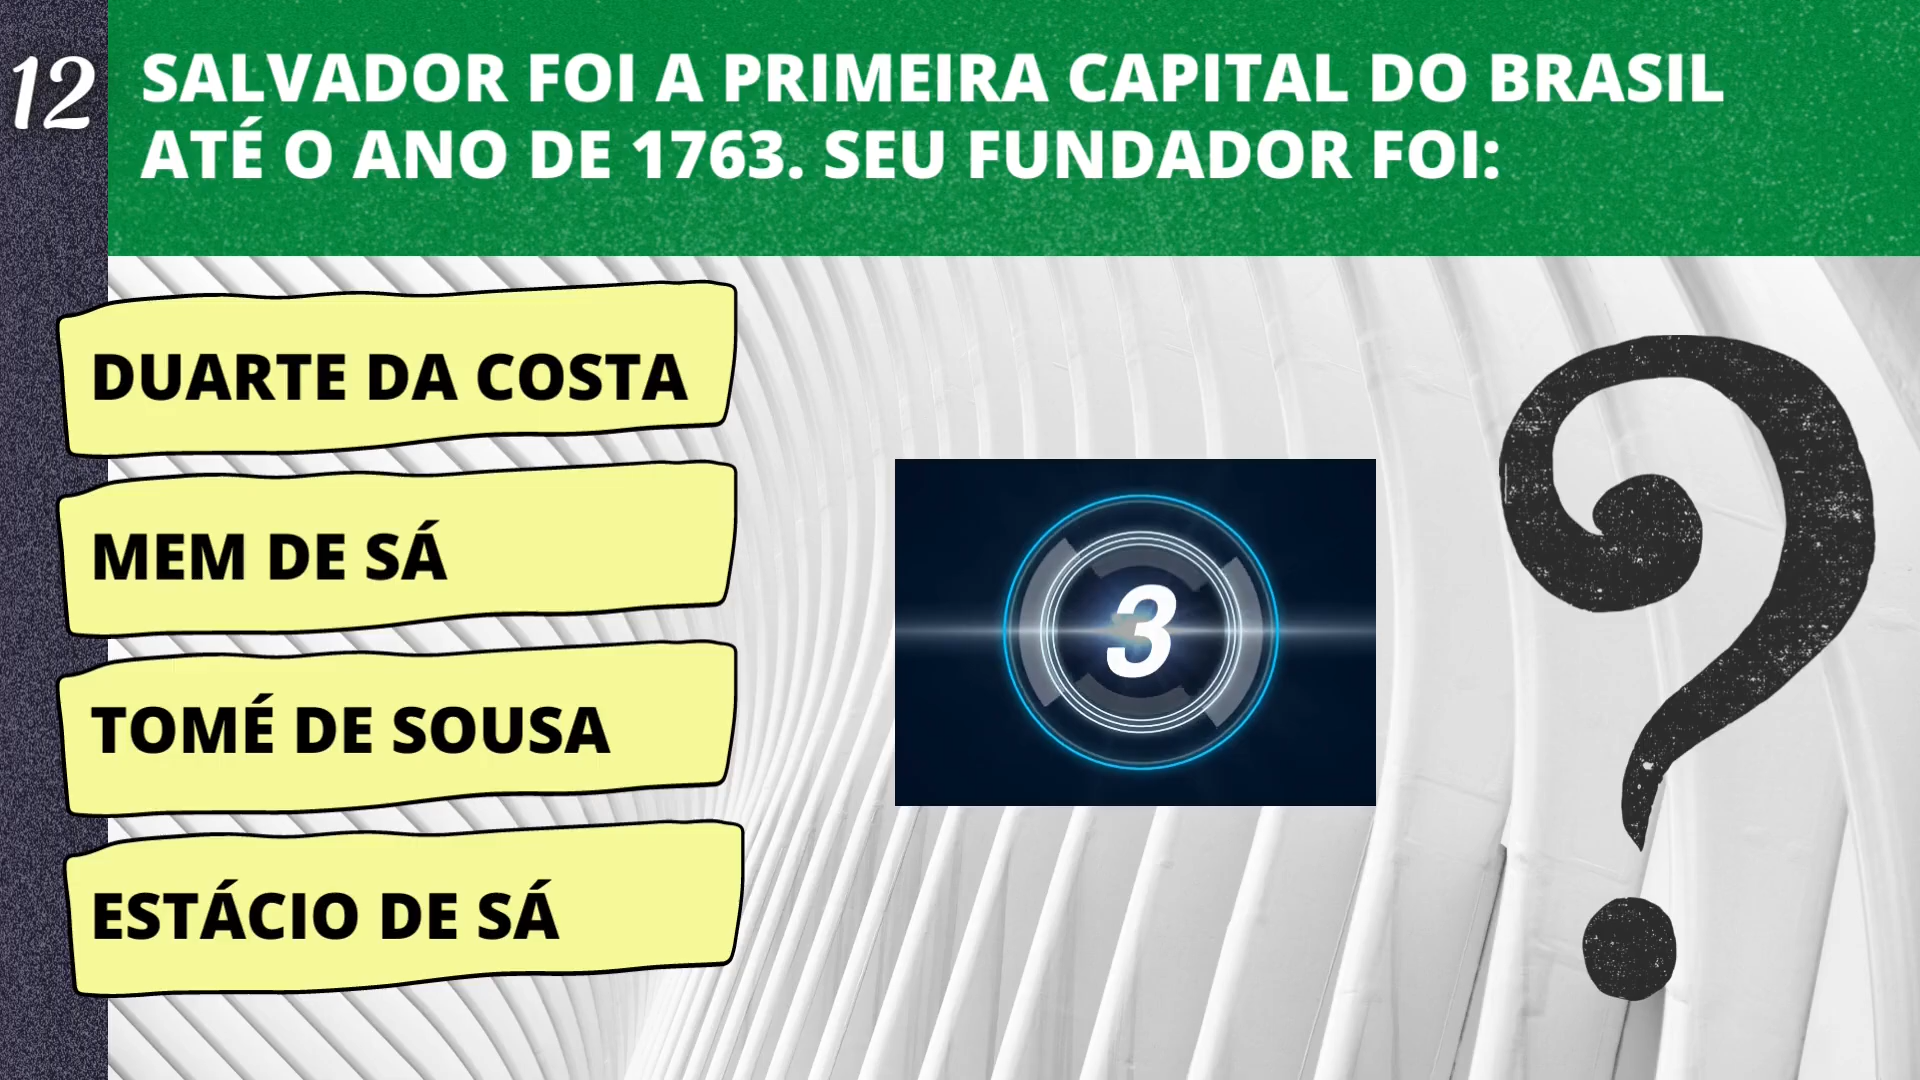 12
SALVADOR FOI A PRIMEIRA CAPITAL DO BRASIL
ATÉ O ANO DE 1763. SEU FUNDADOR FOI:
DUARTE DA COSTA
MEM DE SÁ
TOMÉ DE SOUSA
ESTÁCIO DE SÁ
3
?